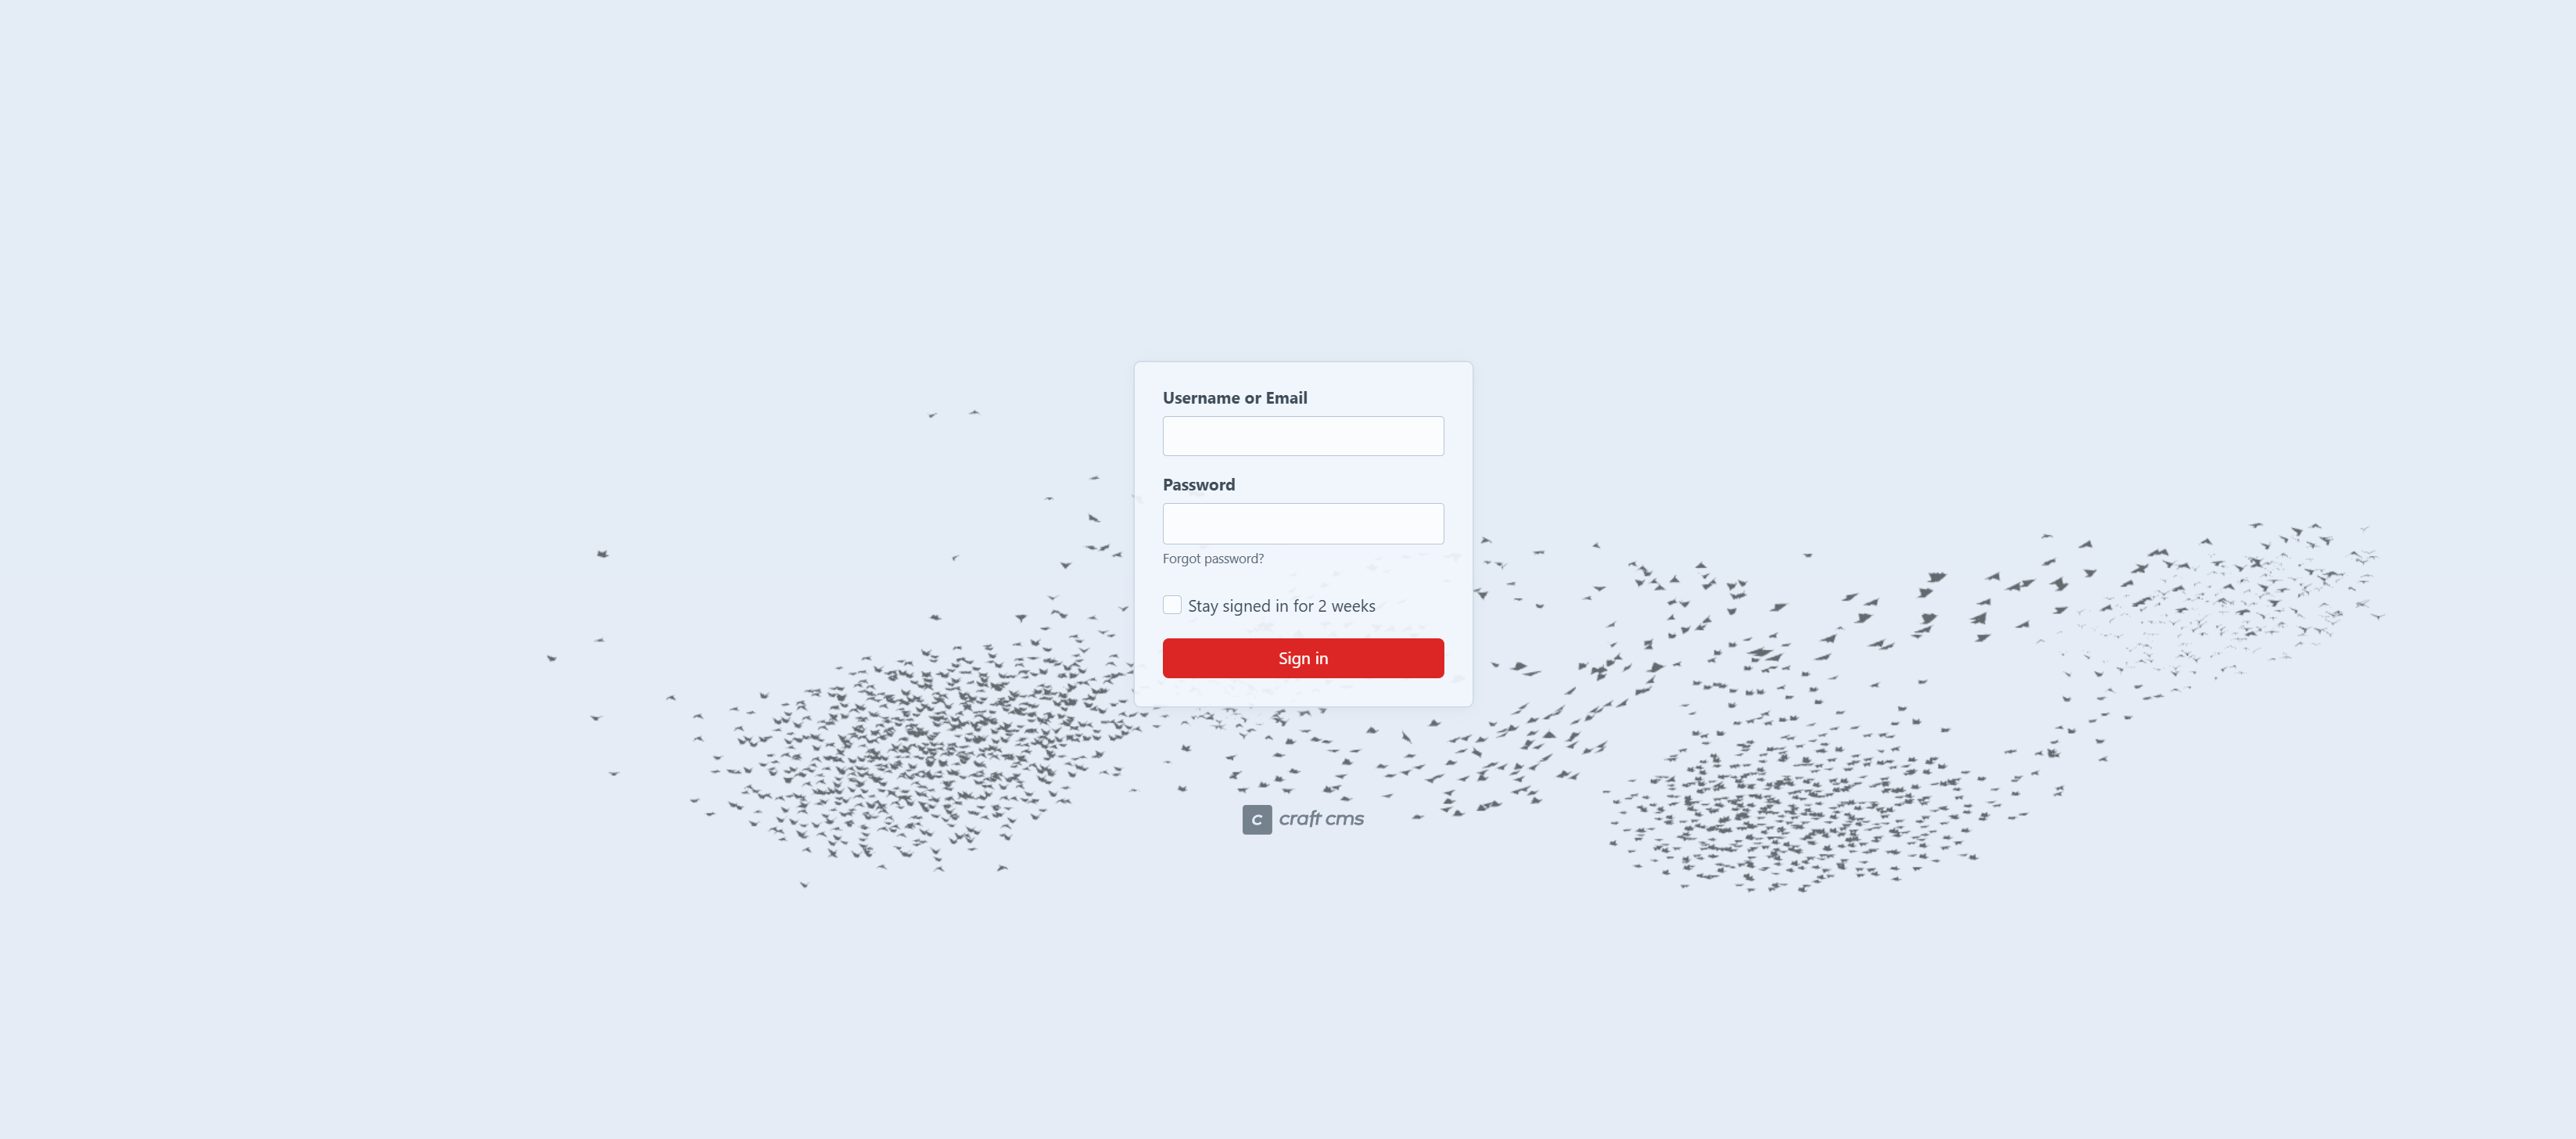 Username or Email
Password
Forgot password?
Stay signed in for 2 weeks
Sign in
c craft cms